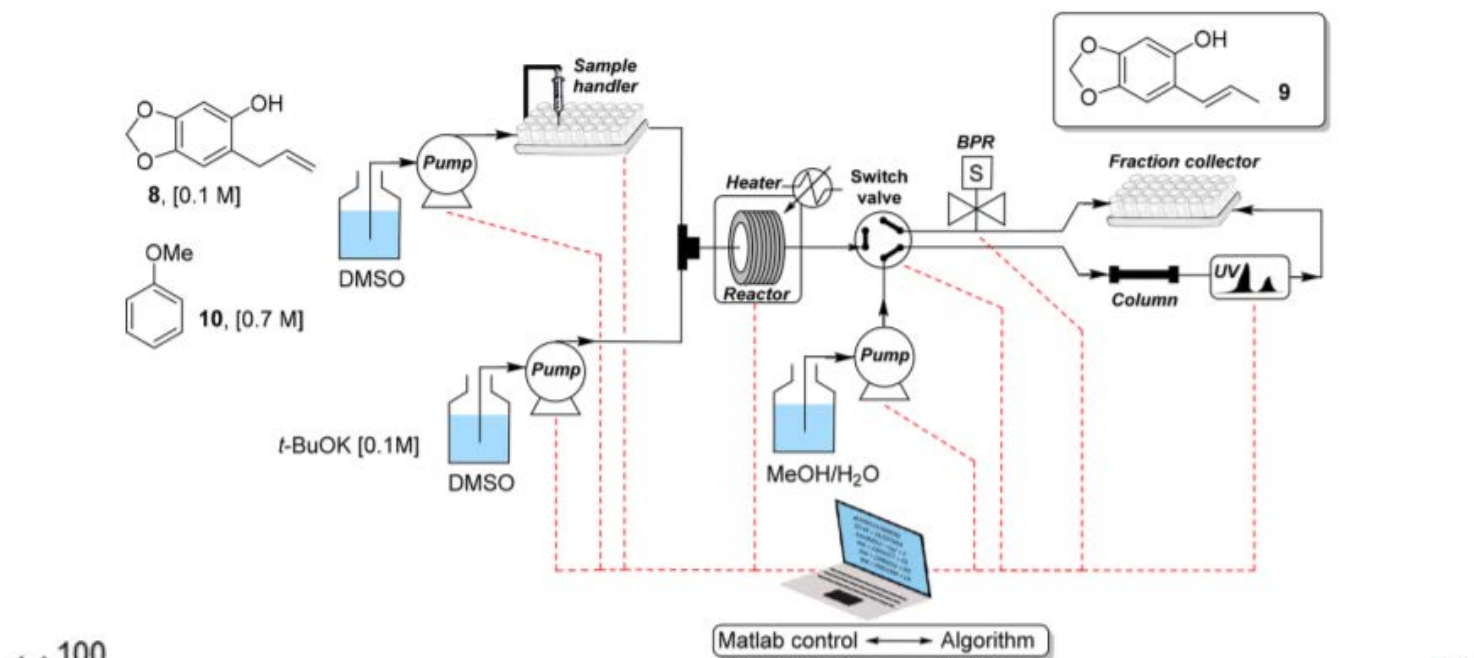 O
O
OH
8, [0.1 M]
OMe
10, [0.7 M]
DMSO
Pump
Sample
handler
t-BuOK [0.1M]
DMSO
Pump
Heater
Reactor
Switch
valve
Pump
MeOH/H₂O
BPR
S
O
O
OH
9
Fraction collector
Column
UV
Matlab control
Algorithm
100